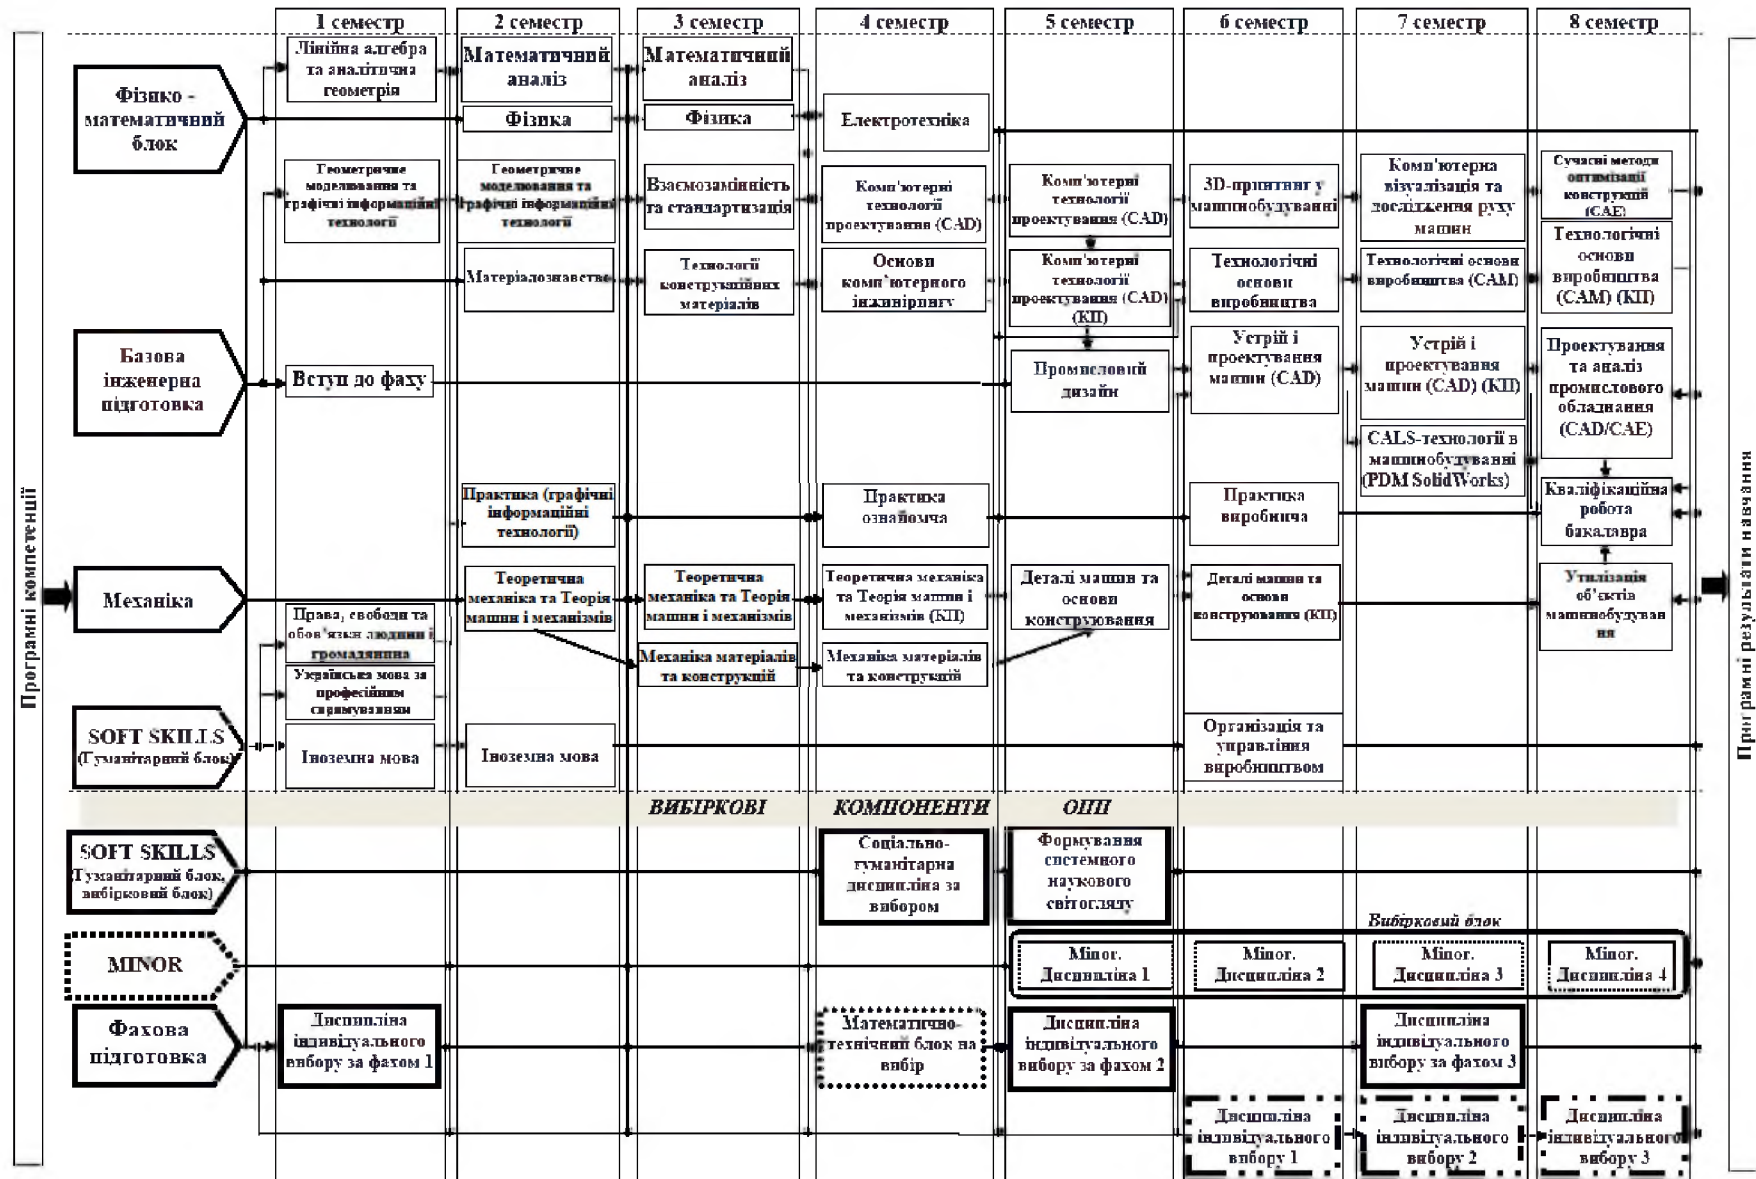 1 семестр
2 семестр
3 семестр
4 семестр
5 семестр
6 семестр
7 семестр
8 семестр
Програмні компетенції
Фізико -
математичний
блок
Лінійна алгебра
та аналітична
геометрія
Математичний
аналіз
Математичний
аналіз
Фізика
Фізика
Електротехніка
Базова
інженерна
підготовка
Геометричне
моделювання та
графічні інформаційні
технології
Геометричне
моделювання та
графічні інформаційні
технології
Взаємозамінність
та стандартизація
Комп'ютерні
технології
проектування (CAD)
Комп'ютерні
технології
проектування (CAD)
3D-принтинг у
машинобудуванні
Комп'ютерна
візуалізація та
дослідження руху
машин
Сучасні методи
оптимізації
конструкцій
(CAE)
Матеріалознавство
Технології
конструкційних
матеріалів
Основи
комп'ютерного
інжинірингу
Комп'ютерні
технології
проектування (CAD)
(КП)
Технологічні
основи
виробництва
Технологічні основи
виробництва (CAM)
Технологічні
основи
виробництва
(CAM) (КП)
Вступ до фаху
Промисловий
дизайн
Устрій і
проектування
машин (CAD)
Устрій і
проектування
машин (CAD) (КП)
Проектування
та аналіз
промислового
обладнання
(CAD/CAE)
CALS-технології в
машинобудуванні
(PDM SolidWorks)
Практика (графічні
інформаційні
технології)
Практика
ознайомча
Практика
виробнича
Кваліфікаційна
робота
бакалавра
Механіка
Теоретична
механіка та Теорія
машин і механізмів
Теоретична
механіка та Теорія
машин і механізмів
Теоретична механіка
та Теорія машин і
механізмів (КП)
Деталі машин та
основи
конструювання
Деталі машин та
основи
конструювання (КП)
Утилізація
об'єктів
машинобудуван
ня
Права, свободи та
обов'язки людини і
громадянина
Механіка матеріалів
та конструкцій
Механіка матеріалів
та конструкцій
Українська мова за
професійним
спрямуванням
SOFT SKILLS
(Гуманітарний блок)
Іноземна мова
Іноземна мова
Організація та
управління
виробництвом
ВИБІРКОВІ КОМПОНЕНТИ ОПП
SOFT SKILLS
(Гуманітарний блок,
вибірковий блок)
Соціально-
гуманітарна
дисципліна за
вибором
Формування
системного
наукового
світогляду
Вибірковий блок
MINOR
Minor.
Дисципліна 1
Minor.
Дисципліна 2
Minor.
Дисципліна 3
Minor.
Дисципліна 4
Фахова
підготовка
Дисципліна
індивідуального
вибору за фахом 1
Математично-
технічний блок на
вибір
Дисципліна
індивідуального
вибору за фахом 2
Дисципліна
індивідуального
вибору за фахом 3
Дисципліна
індивідуального
вибору 1
Дисципліна
індивідуального
вибору 2
Дисципліна
індивідуального
вибору 3
Програмні результати навчання